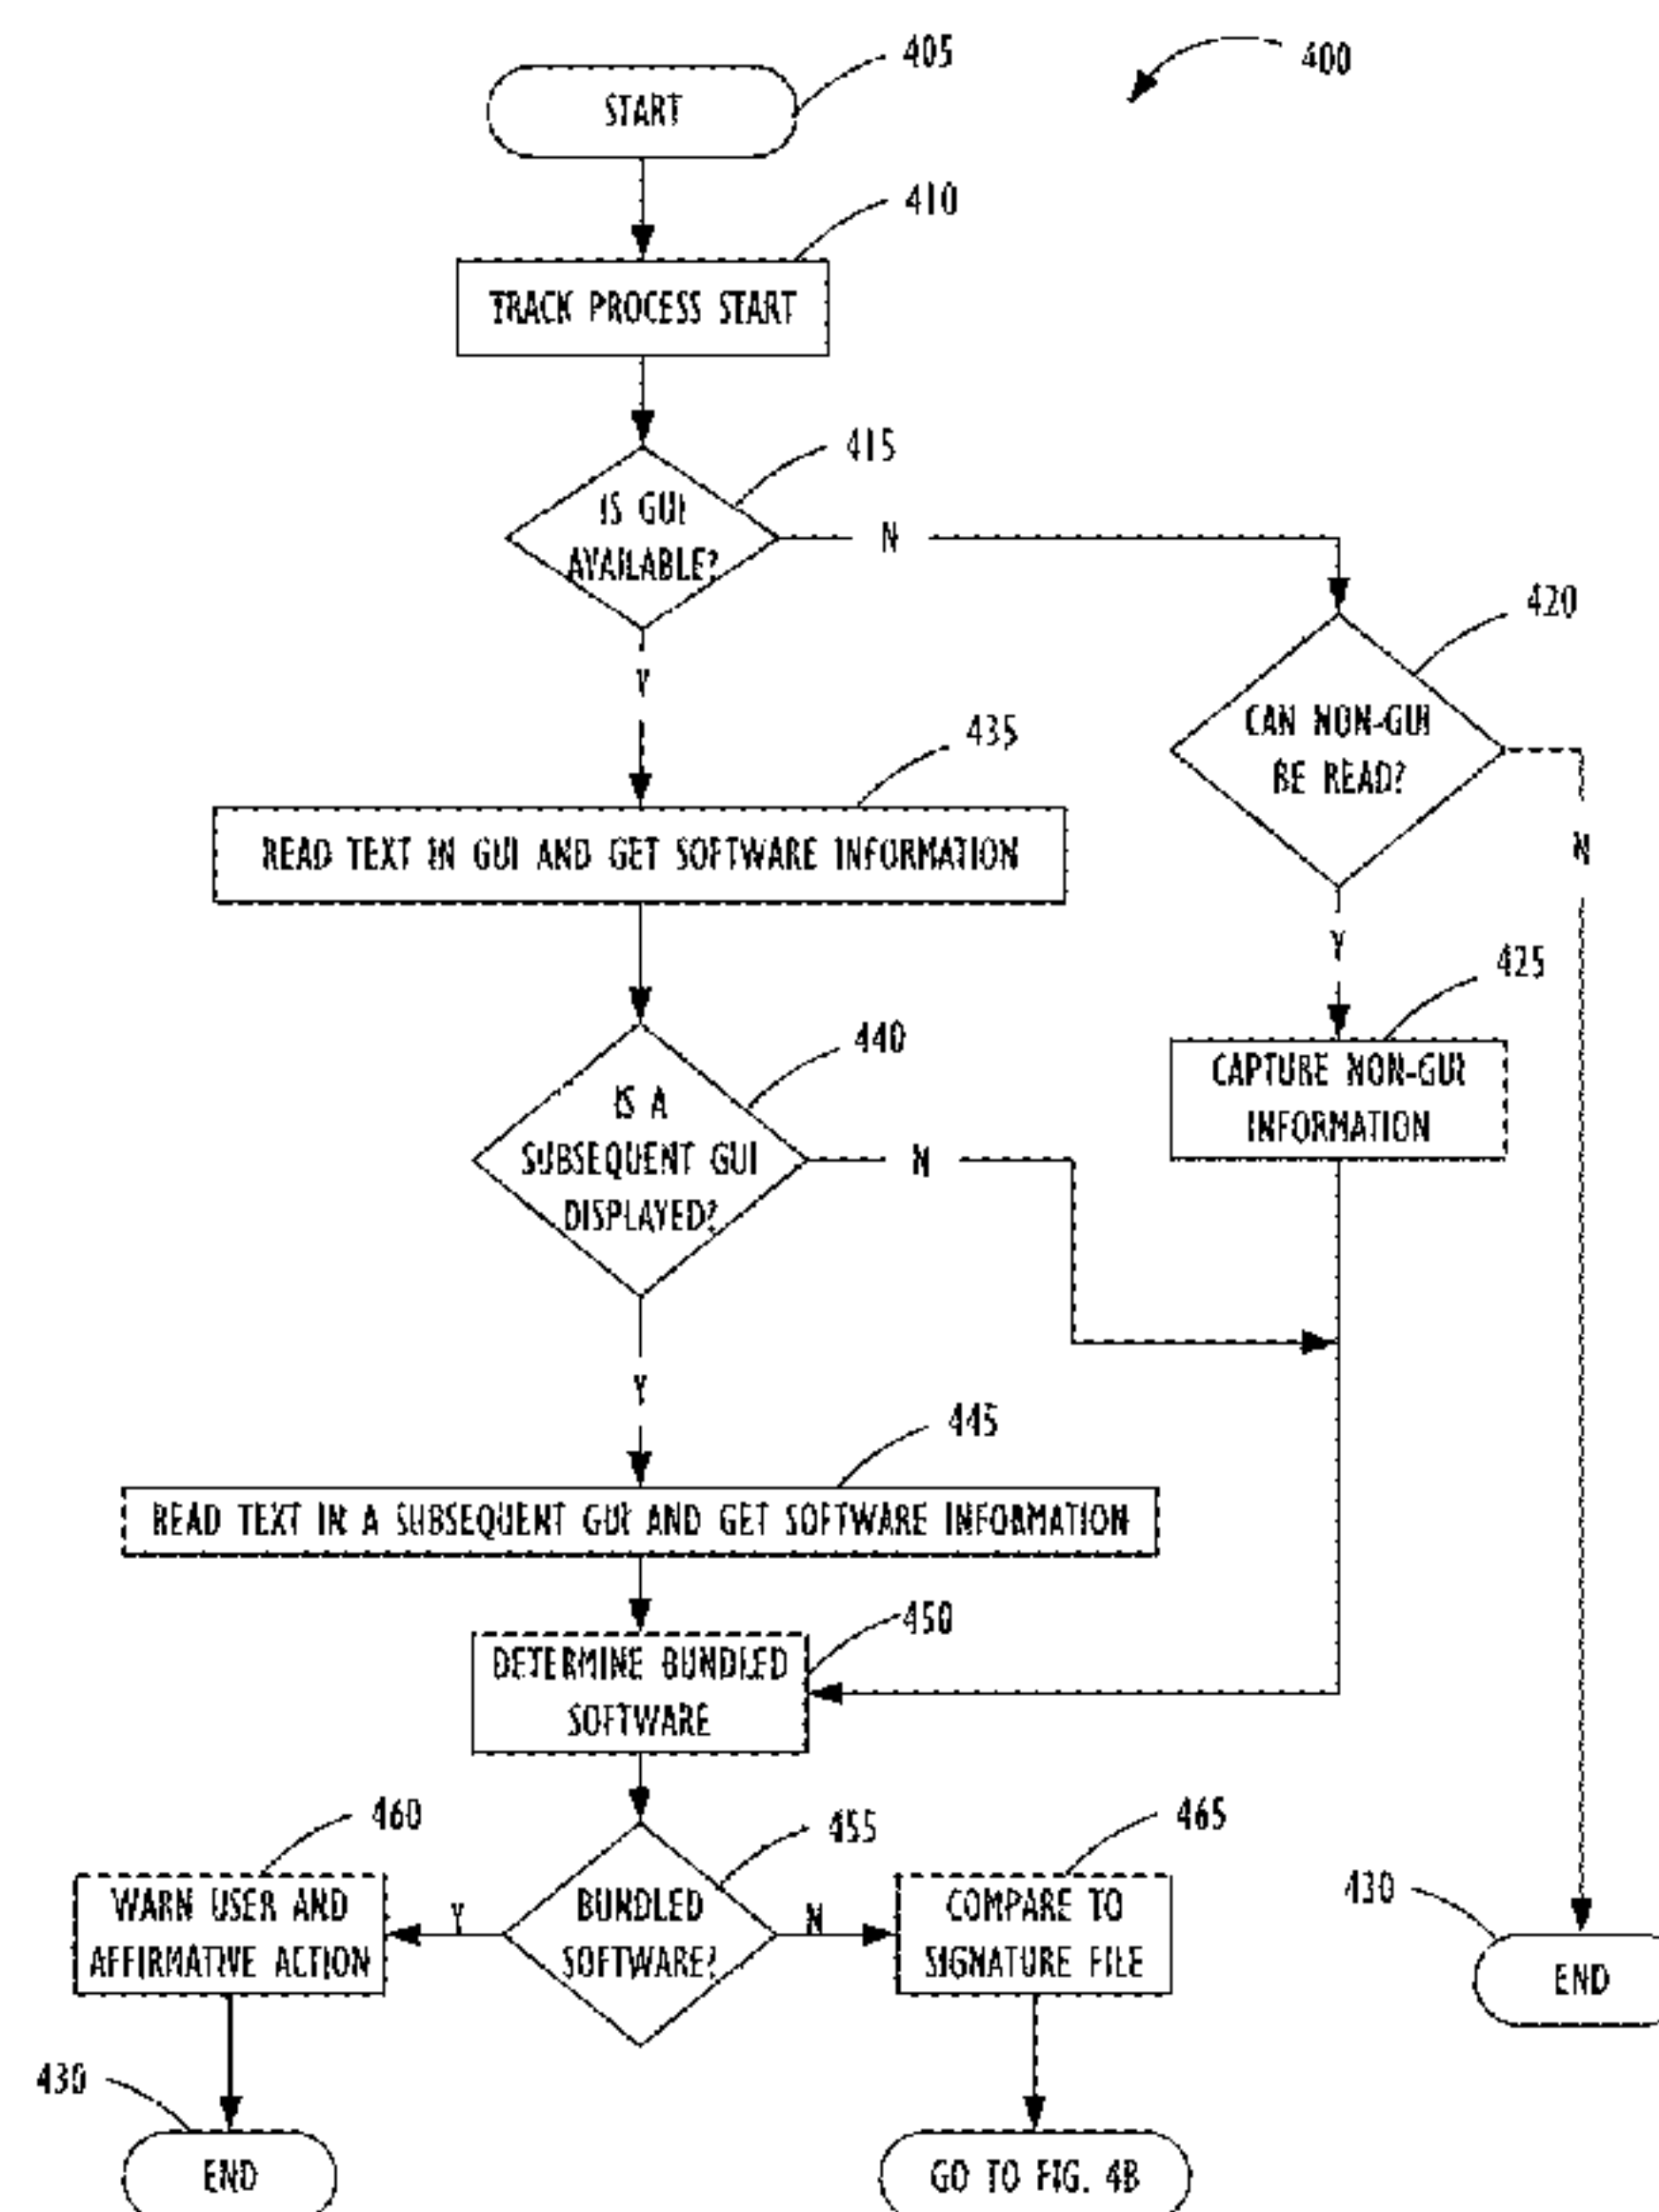 405
400
START
410
TRACK PROCESS START
415
IS GUI
AVAILABLE?
N
420
Y
CAN NON-GUI
BE READ?
435
N
READ TEXT IN GUI AND GET SOFTWARE INFORMATION
Y
425
440
CAPTURE NON-GUI
INFORMATION
IS A
SUBSEQUENT GUI
DISPLAYED?
N
Y
445
READ TEXT IN A SUBSEQUENT GUI AND GET SOFTWARE INFORMATION
450
DETERMINE BUNDLED
SOFTWARE
460
455
465
WARN USER AND
AFFIRMATIVE ACTION
Y
BUNDLED
SOFTWARE?
N
COMPARE TO
SIGNATURE FILE
430
END
430
END
GO TO FIG. 4B